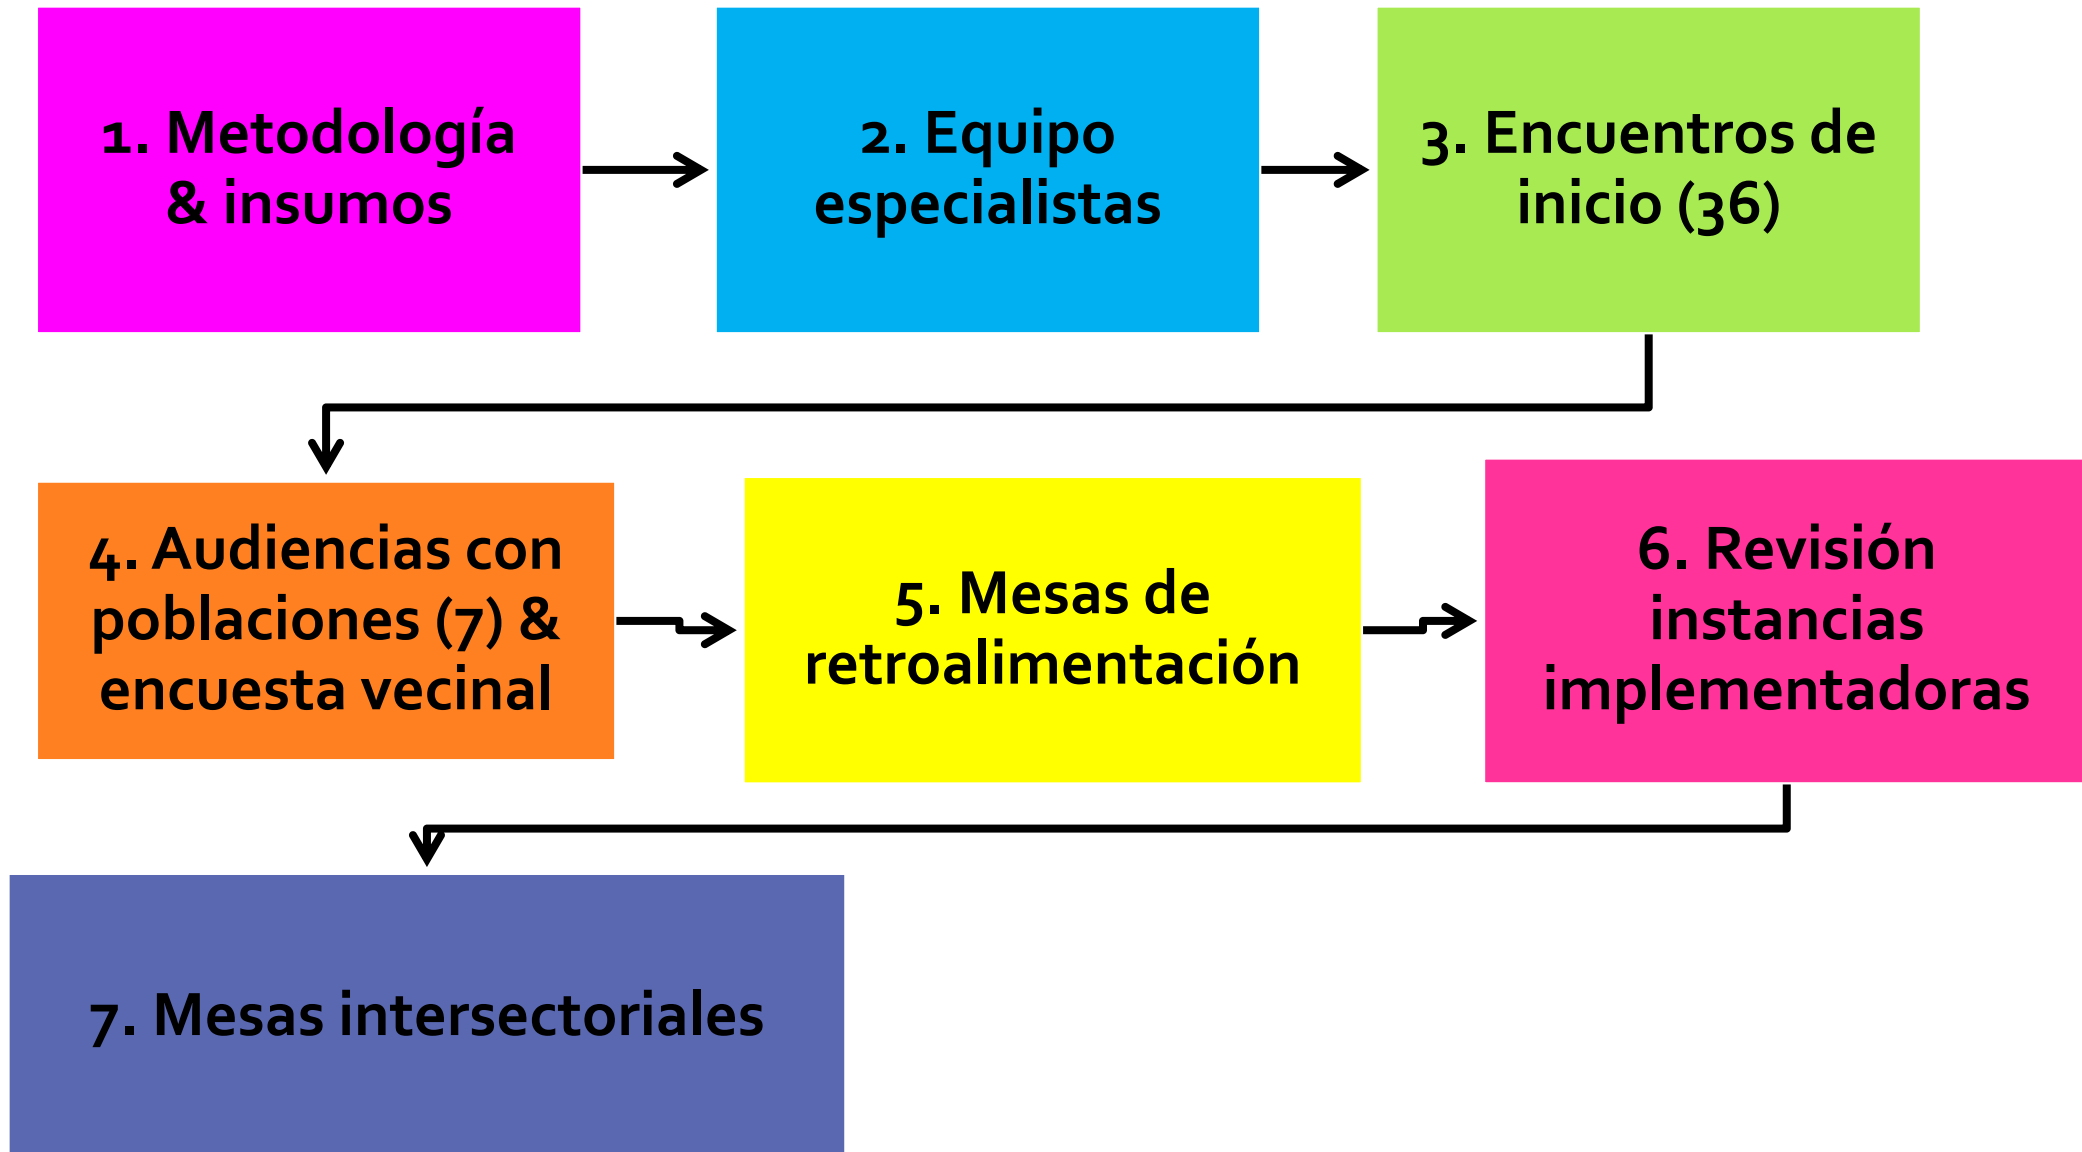 1. Metodología
& insumos
2. Equipo
especialistas
3. Encuentros de
inicio (36)
4. Audiencias con
poblaciones (7) &
encuesta vecinal
5. Mesas de
retroalimentación
6. Revisión
instancias
implementadoras
7. Mesas intersectoriales